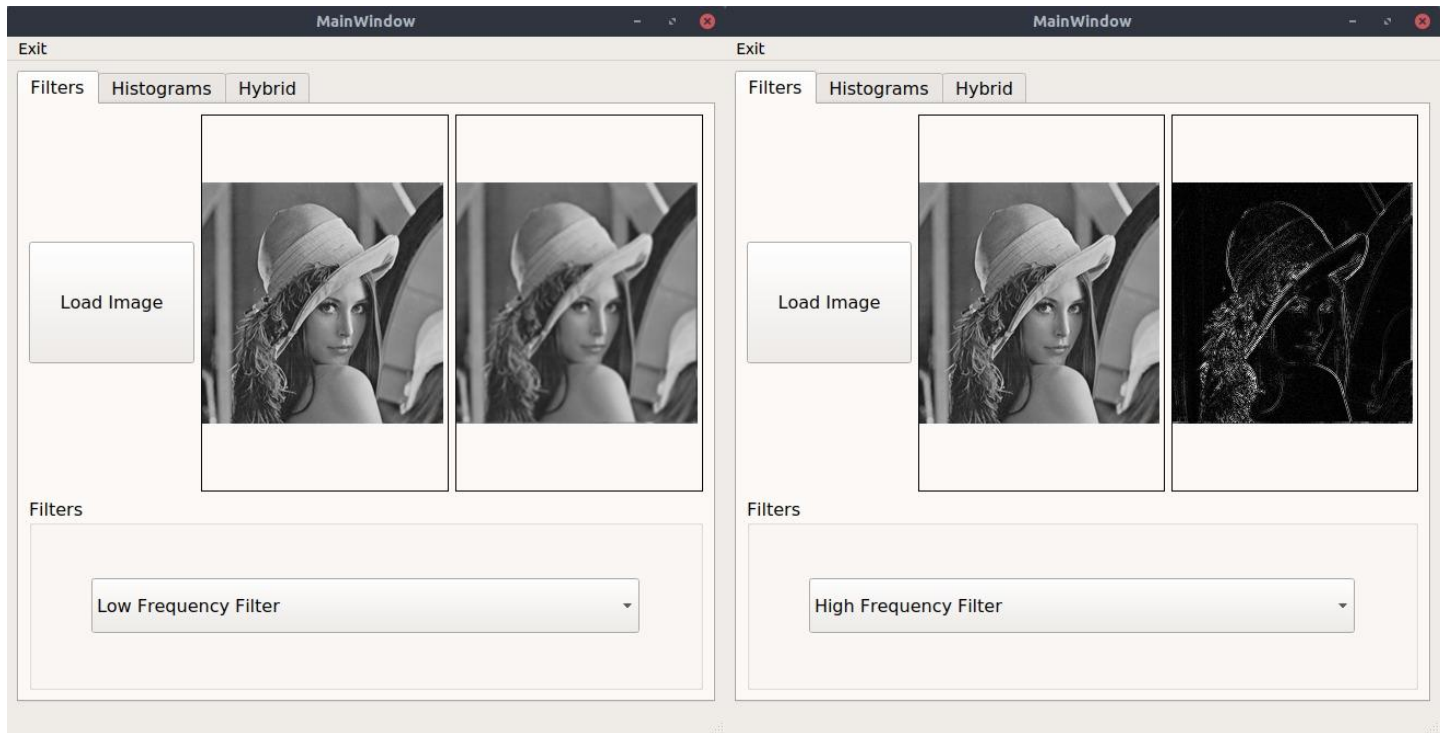 MainWindow
Exit
Filters Histograms Hybrid
Load Image
Filters
Low Frequency Filter
MainWindow
Exit
Filters Histograms Hybrid
Load Image
Filters
High Frequency Filter